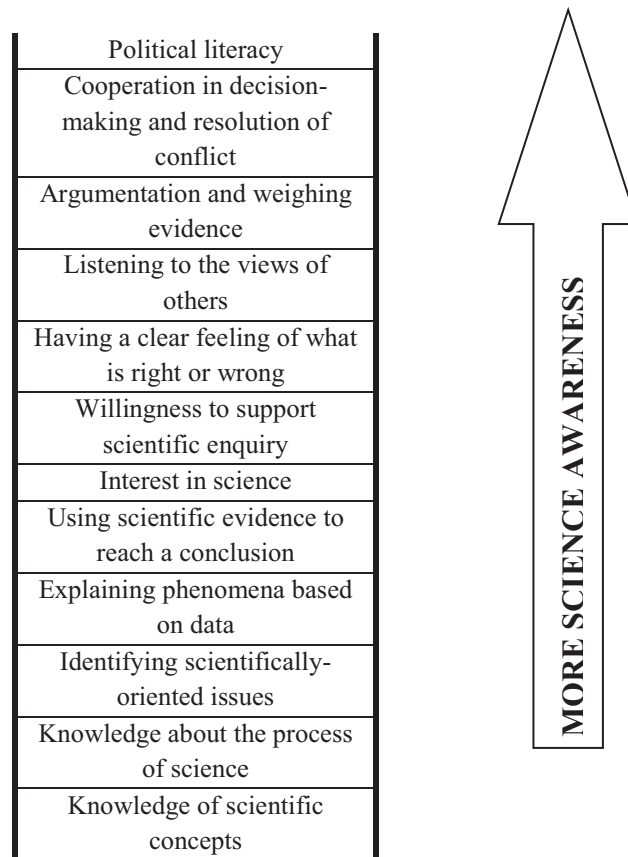 Political literacy
Cooperation in decision-
making and resolution of
conflict
Argumentation and weighing
evidence
Listening to the views of
others
Having a clear feeling of what
is right or wrong
Willingness to support
scientific enquiry
Interest in science
Using scientific evidence to
reach a conclusion
Explaining phenomena based
on data
Identifying scientifically-
oriented issues
Knowledge about the process
of science
Knowledge of scientific
concepts
MORE SCIENCE AWARENESS